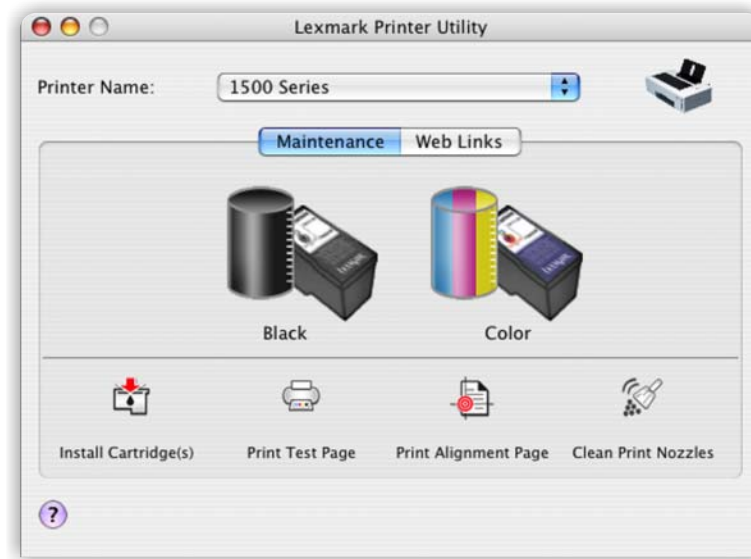 Lexmark Printer Utility
Printer Name: 1500 Series
Maintenance Web Links
Black Color
Install Cartridge(s) Print Test Page Print Alignment Page Clean Print Nozzles
?